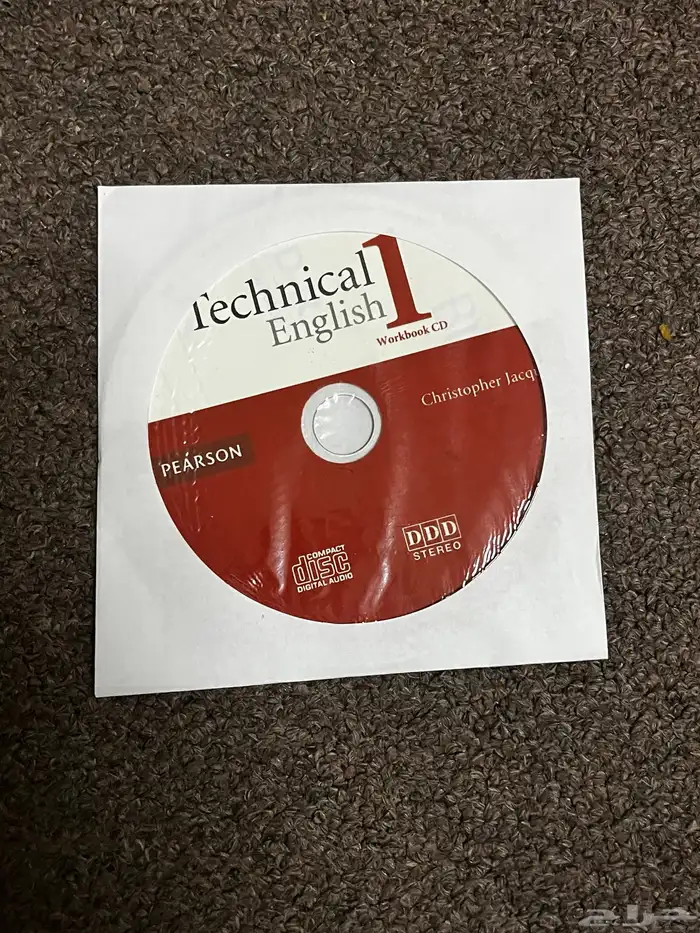 Technical
English 1
Workbook CD
Christopher Jacq
PEARSON
COMPACT
disc
DIGITAL AUDIO
DDD
STEREO
حراج